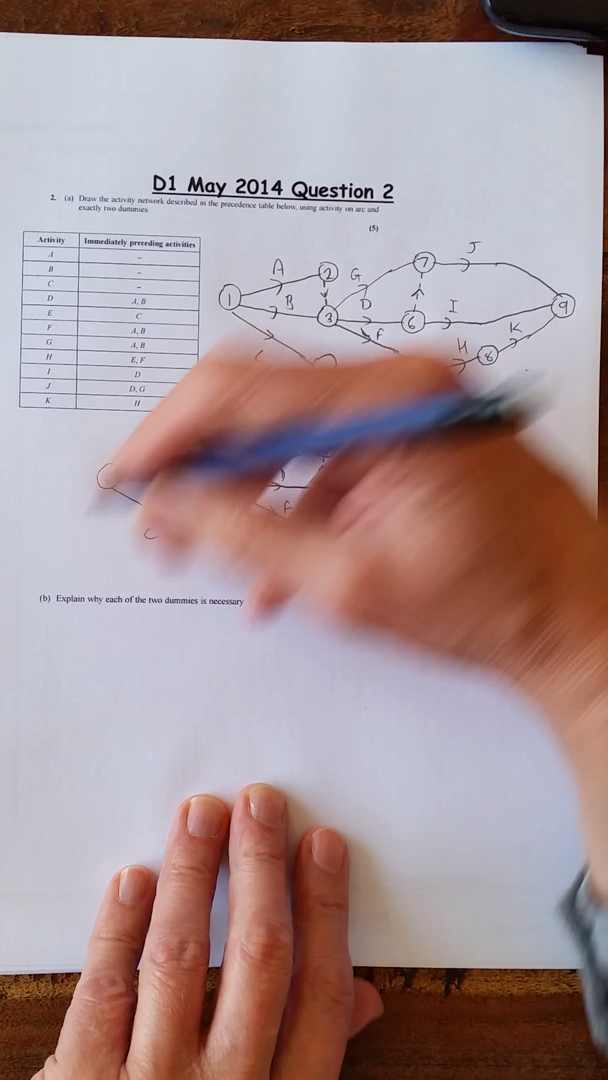 D1 May 2014 Question 2
2. (a) Draw the activity network described in the precedence table below, using activity on arc and
exactly two dummies.
(5)
Activity Immediately preceding activities
A –
B –
C –
D A, B
E C
F A, B
G A, B
H E, F
I D
J D, G
K H
A 2 G 7 J
1 B 3 D 6 I 9
F H 8 K
D
F
C
(b) Explain why each of the two dummies is necessary